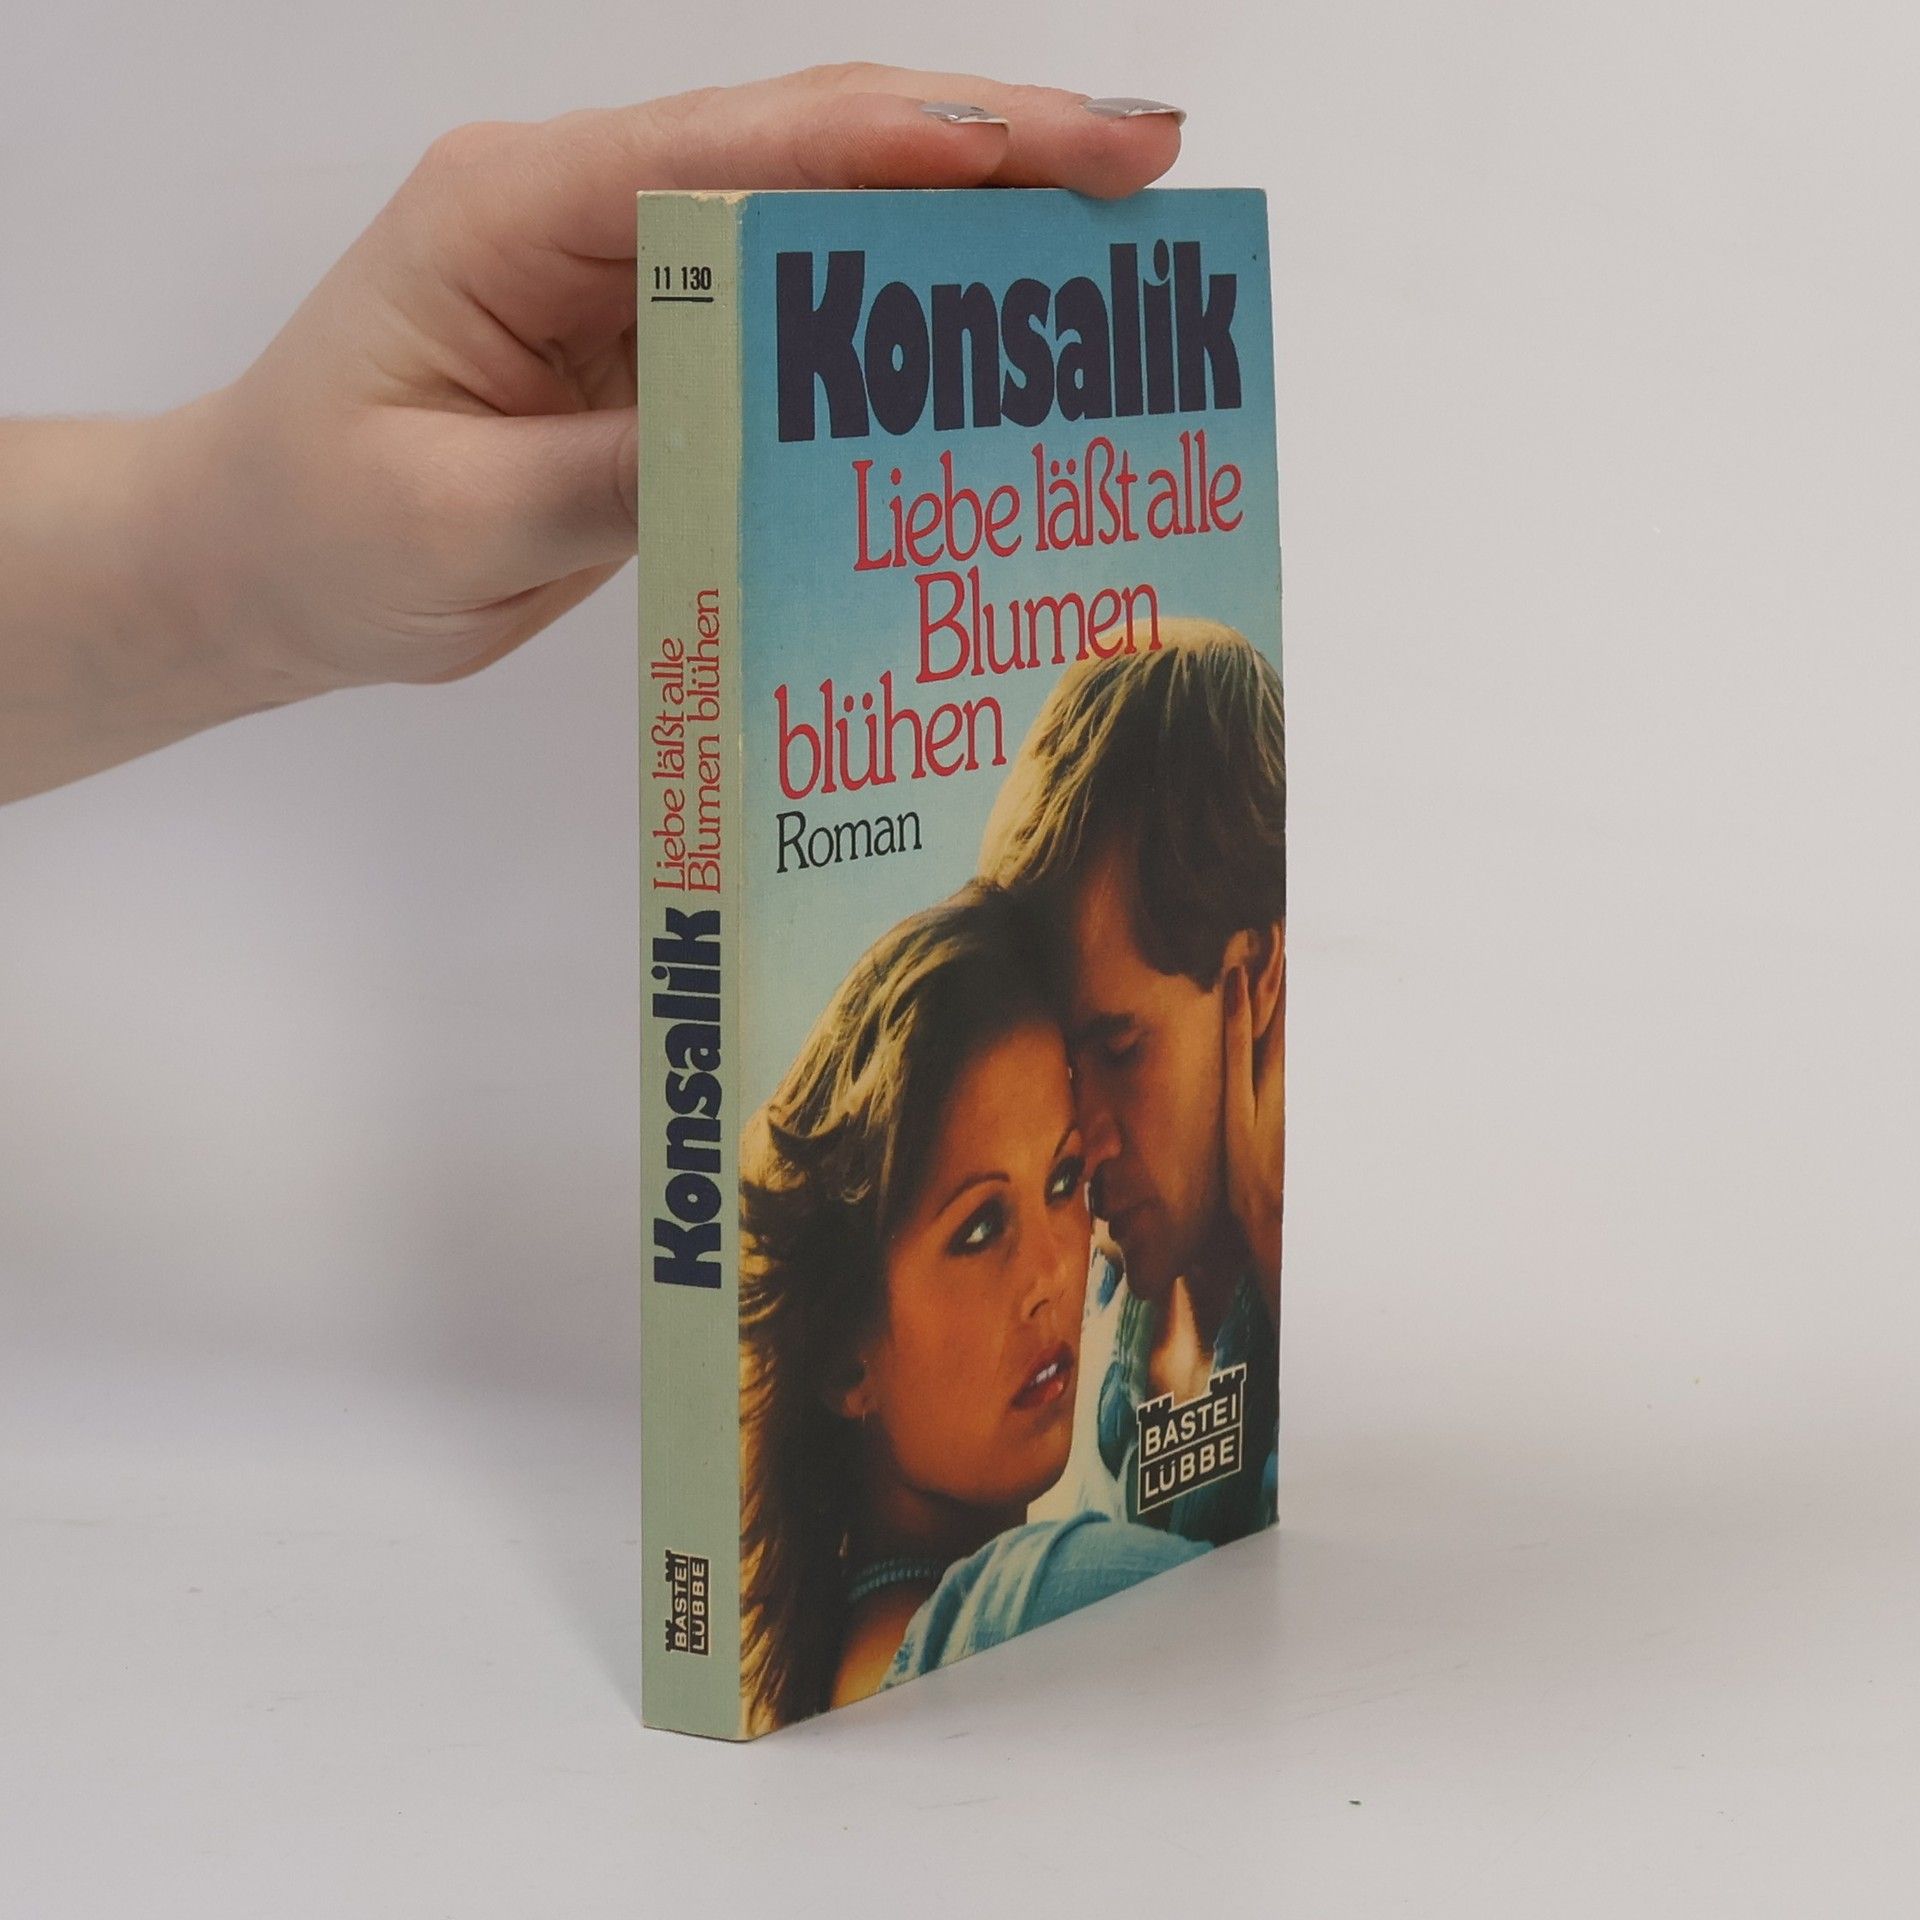 11 130
Konsalik
Liebe läßt alle
Blumen blühen
BASTEI
LÜBBE
Konsalik
Liebe läßt alle
Blumen
blühen
Roman
BASTEI
LÜBBE